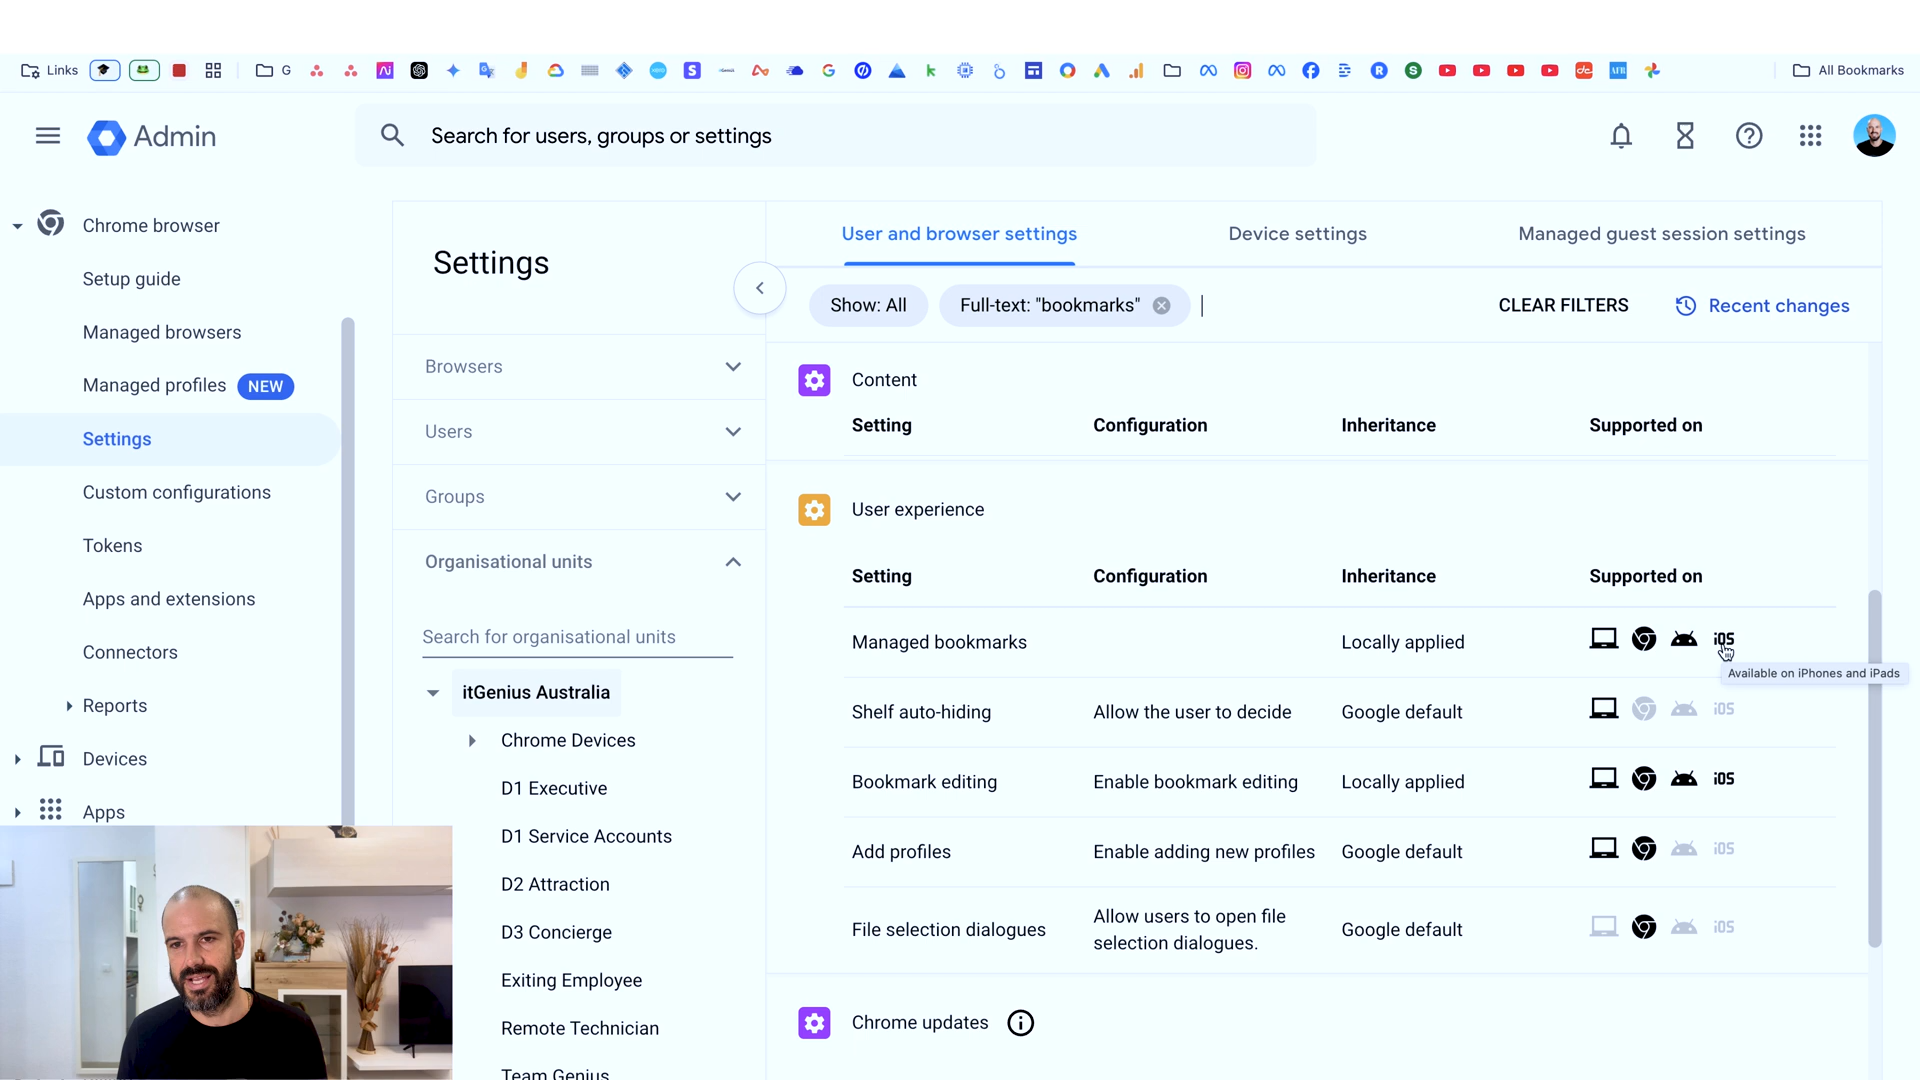 Links
G
All Bookmarks
Admin
Search for users, groups or settings
Chrome browser
Setup guide
Managed browsers
Managed profiles NEW
Settings
Custom configurations
Tokens
Apps and extensions
Connectors
Reports
Devices
Apps
Settings
Browsers
Users
Groups
Organisational units
Search for organisational units
itGenius Australia
Chrome Devices
D1 Executive
D1 Service Accounts
D2 Attraction
D3 Concierge
Exiting Employee
Remote Technician
Team Genius
User and browser settings Device settings Managed guest session settings
Show: All Full-text: "bookmarks" CLEAR FILTERS Recent changes
Content
Setting Configuration Inheritance Supported on
User experience
Setting Configuration Inheritance Supported on
Managed bookmarks Locally applied iOS
Available on iPhones and iPads
Shelf auto-hiding Allow the user to decide Google default iOS
Bookmark editing Enable bookmark editing Locally applied iOS
Add profiles Enable adding new profiles Google default iOS
File selection dialogues Allow users to open file
selection dialogues. Google default iOS
Chrome updates